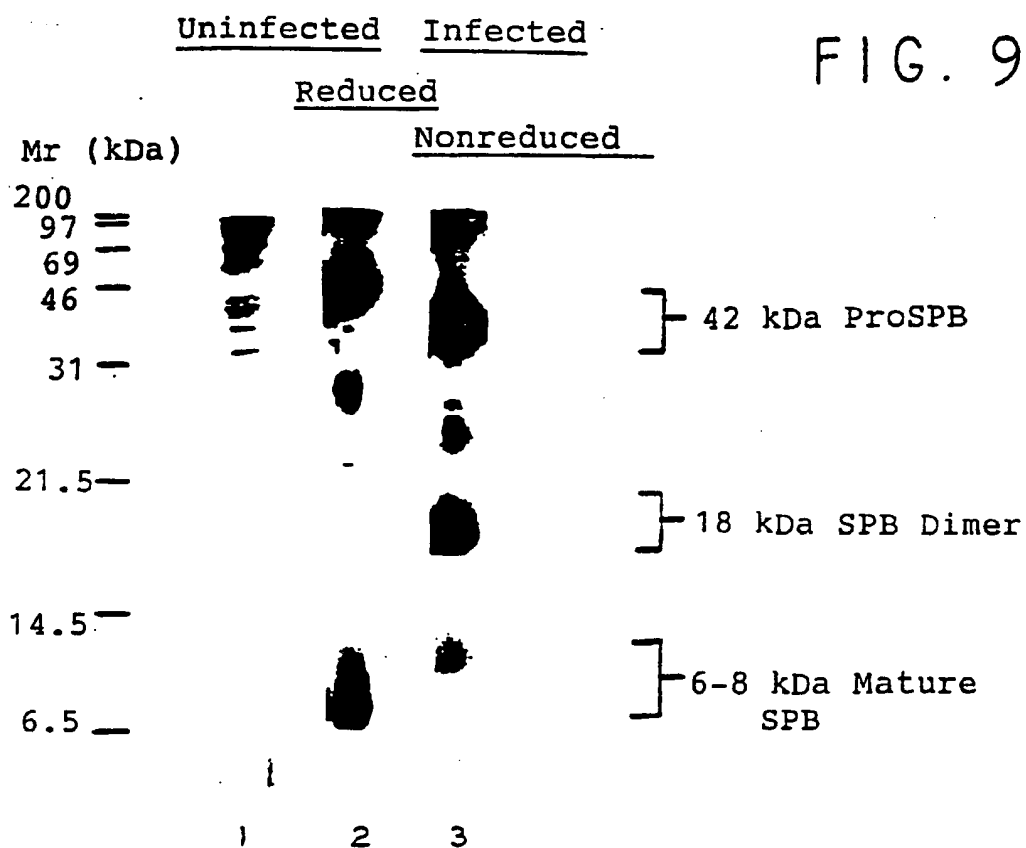 Uninfected Infected
FIG. 9
Reduced
Nonreduced
Mr (kDa)
200
97
69
46
42 kDa ProSPB
31
21.5
18 kDa SPB Dimer
14.5
6-8 kDa Mature
SPB
6.5
1 2 3